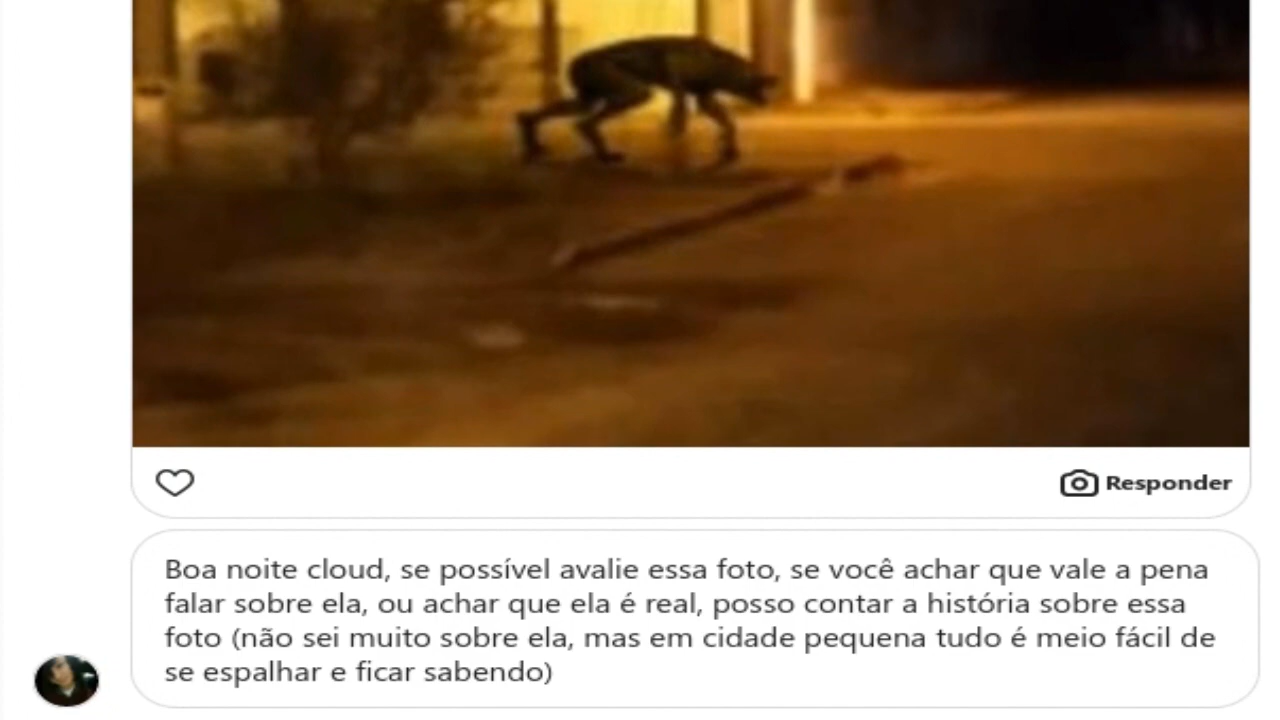 Responder
Boa noite cloud, se possível avalie essa foto, se você achar que vale a pena
falar sobre ela, ou achar que ela é real, posso contar a história sobre essa
foto (não sei muito sobre ela, mas em cidade pequena tudo é meio fácil de
se espalhar e ficar sabendo)